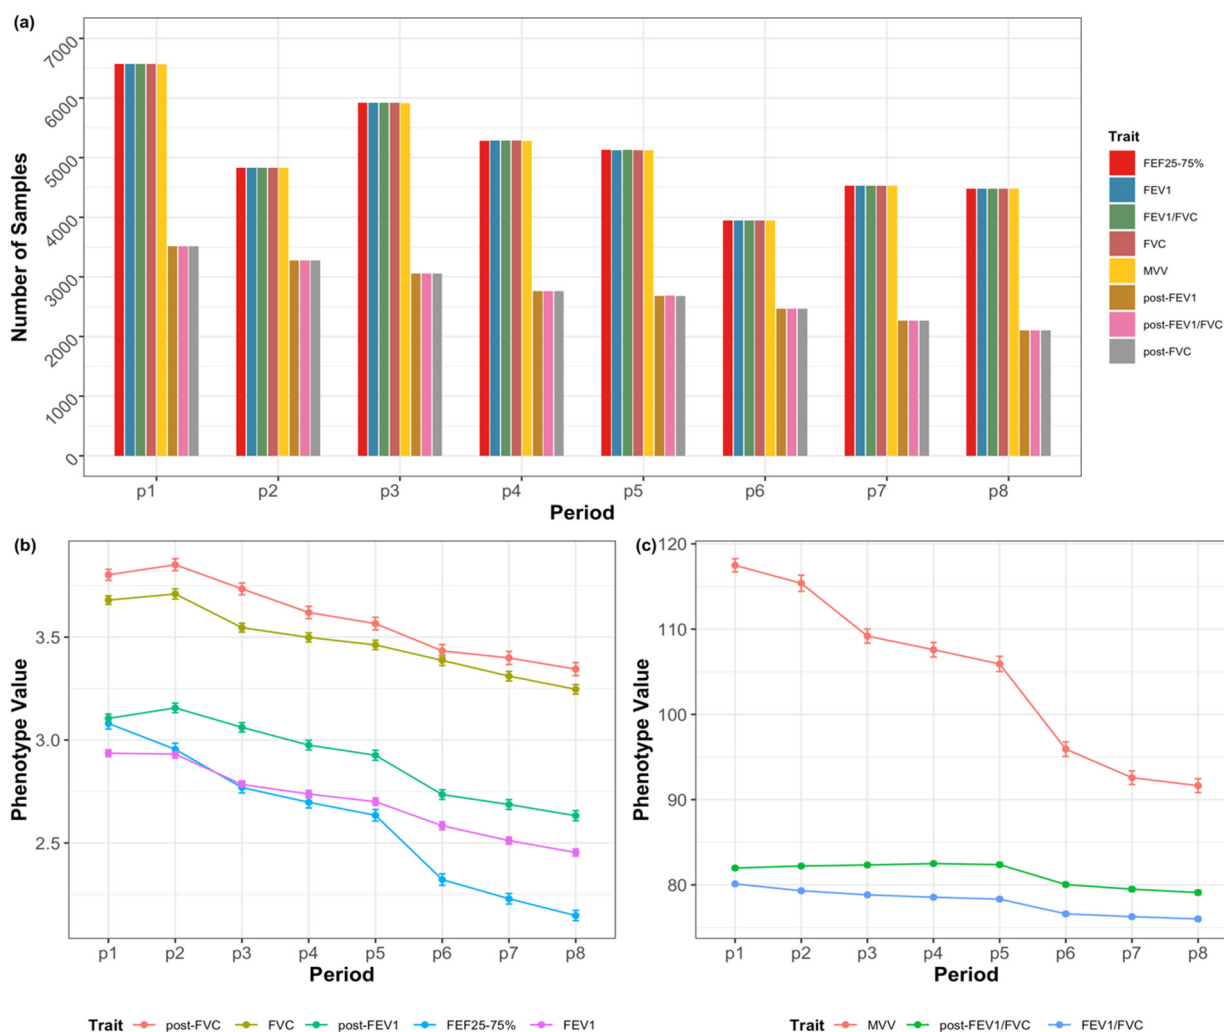 (a)
Number of Samples
7000
6000
5000
4000
3000
2000
1000
0
p1 p2 p3 p4 p5 p6 p7 p8
Period
Trait
FEF25-75%
FEV1
FEV1/FVC
FVC
MVV
post-FEV1
post-FEV1/FVC
post-FVC
(b)
Phenotype Value
3.5
3.0
2.5
p1 p2 p3 p4 p5 p6 p7 p8
Period
Trait post-FVC FVC post-FEV1 FEF25-75% FEV1
(c)
Phenotype Value
120
110
100
90
80
p1 p2 p3 p4 p5 p6 p7 p8
Period
Trait MVV post-FEV1/FVC FEV1/FVC